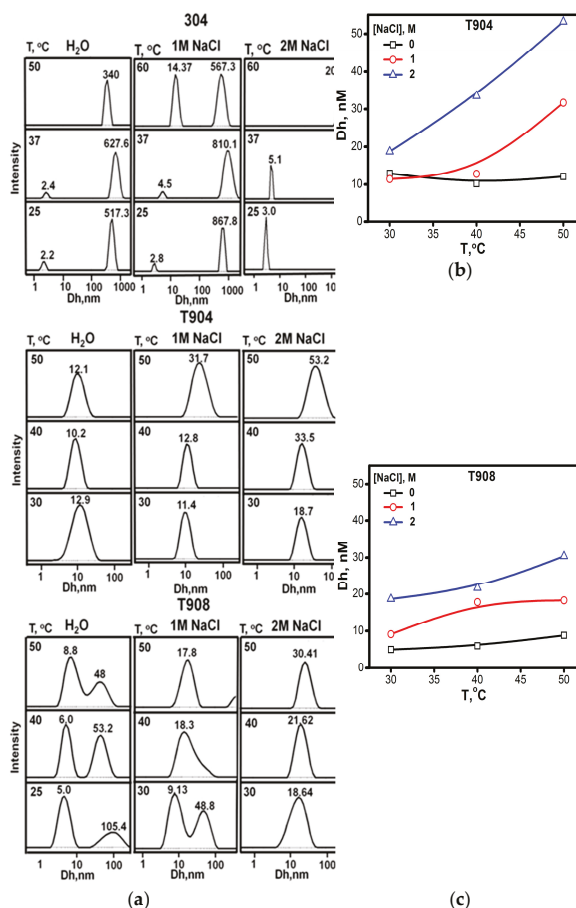 304
T, °C
H₂O
1M NaCl
2M NaCl
50
340
60
14.37
567.3
60
20
37
2.4
627.6
37
4.5
810.1
37
5.1
25
2.2
517.3
25
2.8
867.8
25
3.0
Intensity
1 10 100 1000
1 10 100 1000
1 10
Dh,nm
Dh,nm
Dh,nm
T904
T, °C
H₂O
T, °C
1M NaCl
T, °C
2M NaCl
50
12.1
50
31.7
50
53.2
40
10.2
40
12.8
40
33.5
30
12.9
30
11.4
30
18.7
Intensity
1 10 100
1 10 100
1 10 100
Dh,nm
Dh,nm
Dh,nm
T908
T, °C
H₂O
T, °C
1M NaCl
T, °C
2M NaCl
50
8.8
48
50
17.8
50
30.41
40
6.0
53.2
40
18.3
40
21,62
25
5.0
105.4
30
9.13
48.8
30
18.64
Intensity
1 10 100
1 10 100
1 10 100
Dh,nm
Dh,nm
Dh,nm
(a)
T904
[NaCl], M
0
1
2
Dh, nM
50
40
30
20
10
0
30 35 40 45 50
T,°C
(b)
T908
[NaCl], M
0
1
2
Dh, nM
50
40
30
20
10
0
30 35 40 45 50
T,°C
(c)